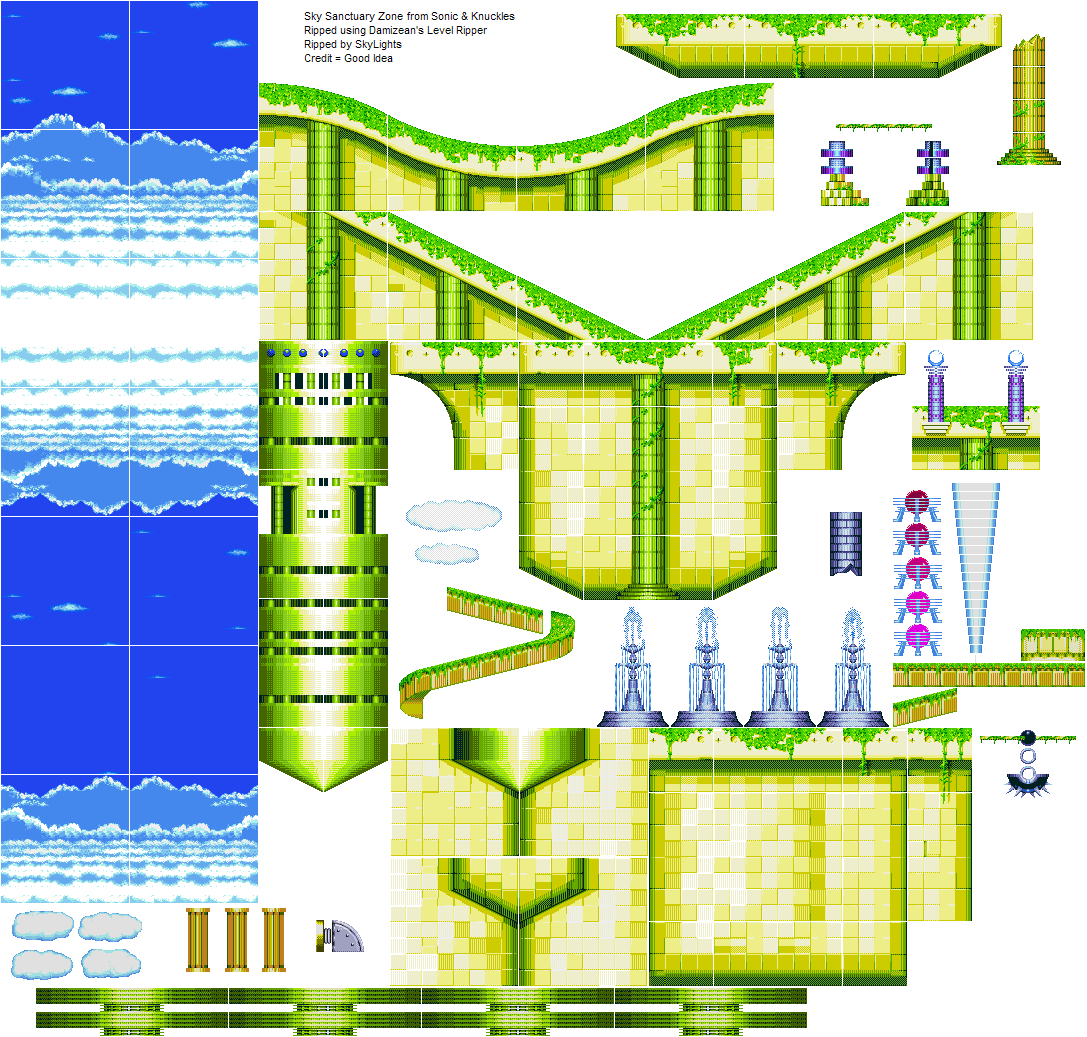 Sky Sanctuary Zone from Sonic & Knuckles
Ripped using Damizean's Level Ripper
Ripped by SkyLights
Credit = Good Idea